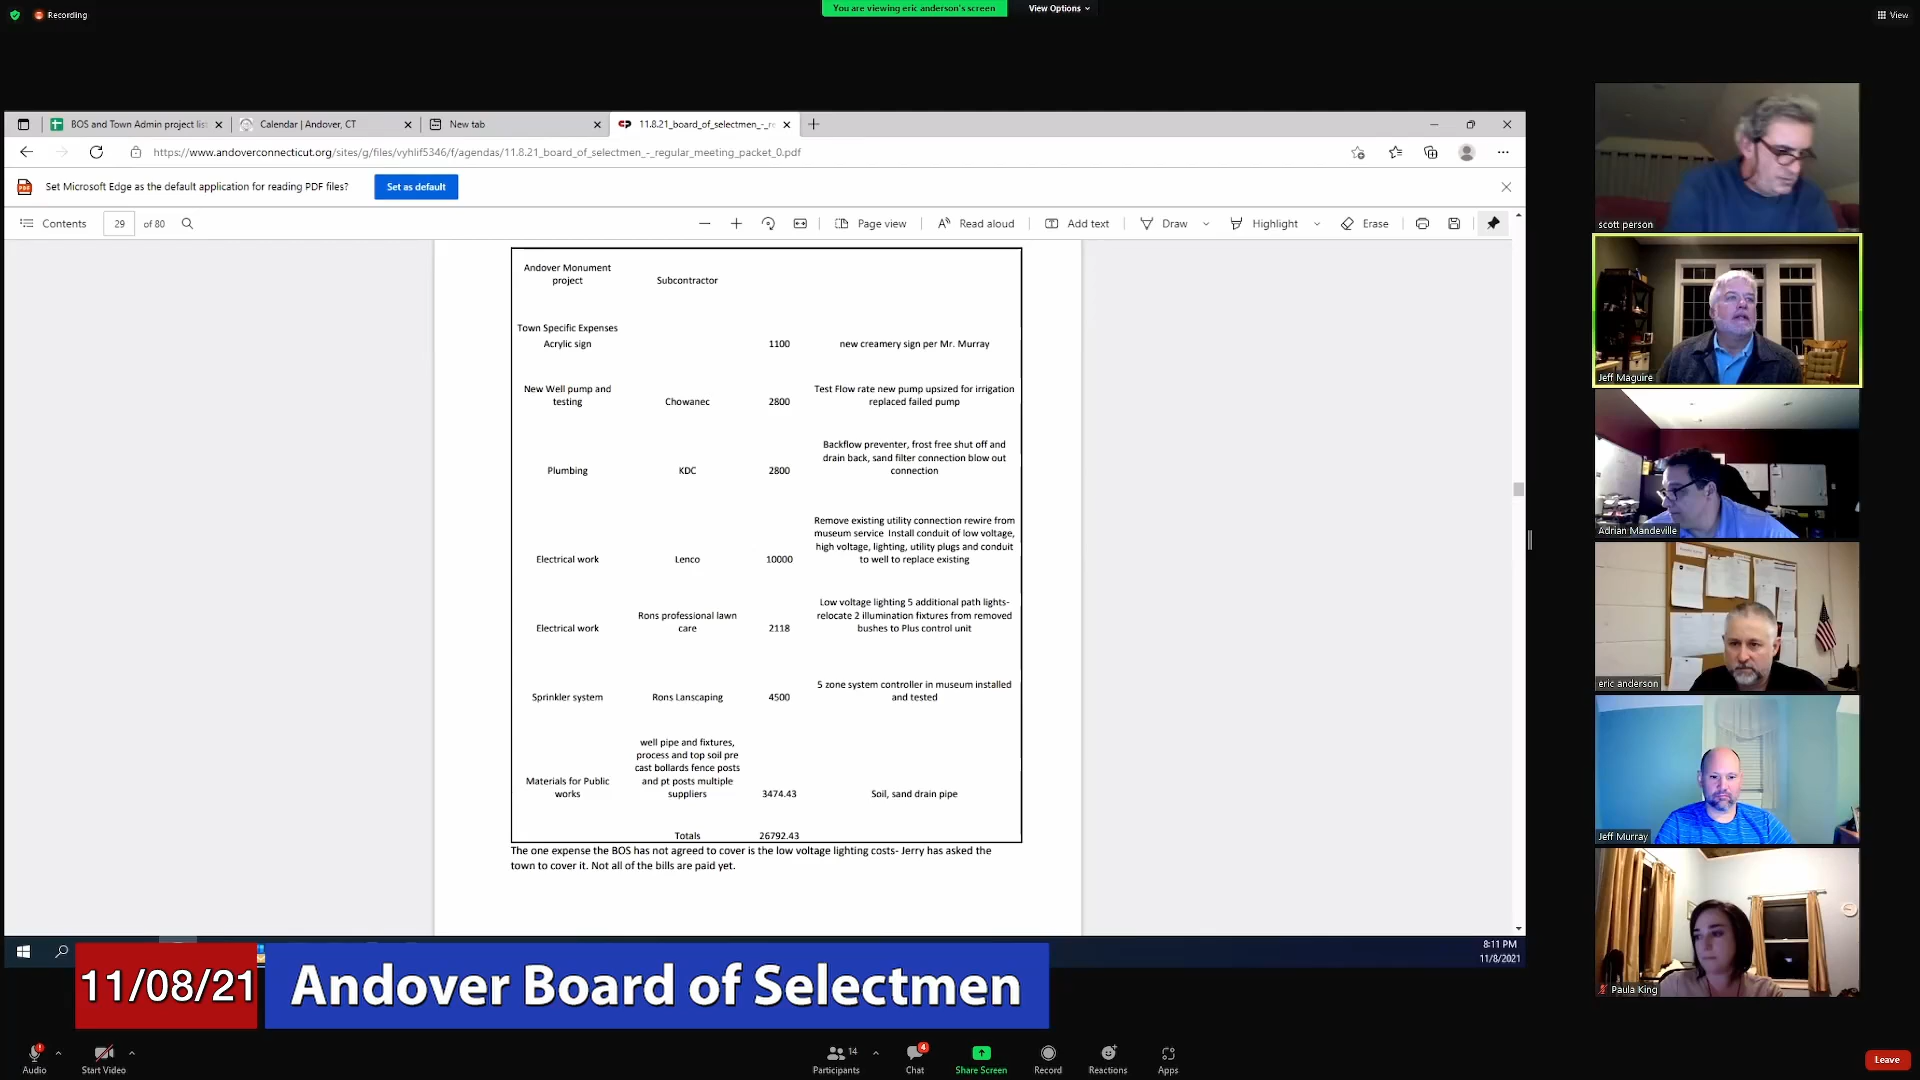 Recording
You are viewing eric anderson's screen
View Options
View
BOS and Town Admin project lis
Calendar | Andover, CT
New tab
11.8.21_board_of_selectmen_-_re
https://www.andoverconnecticut.org/sites/g/files/vyhlif5346/f/agendas/11.8.21_board_of_selectmen_-_regular_meeting_packet_0.pdf
PDF
Set Microsoft Edge as the default application for reading PDF files?
Set as default
Contents
29
of 80
Page view
Read aloud
Add text
Draw
Highlight
Erase
Andover Monument
project
Subcontractor
Town Specific Expenses
Acrylic sign
1100
new creamery sign per Mr. Murray
New Well pump and
testing
Chowanec
2800
Test Flow rate new pump upsized for irrigation
replaced failed pump
Plumbing
KDC
2800
Backflow preventer, frost free shut off and
drain back, sand filter connection blow out
connection
Electrical work
Lenco
10000
Remove existing utility connection rewire from
museum service Install conduit of low voltage,
high voltage, lighting, utility plugs and conduit
to well to replace existing
Electrical work
Rons professional lawn
care
2118
Low voltage lighting 5 additional path lights-
relocate 2 illumination fixtures from removed
bushes to Plus control unit
Sprinkler system
Rons Lanscaping
4500
5 zone system controller in museum installed
and tested
Materials for Public
works
well pipe and fixtures,
process and top soil pre
cast bollards fence posts
and pt posts multiple
suppliers
3474.43
Soil, sand drain pipe
Totals
26792.43
The one expense the BOS has not agreed to cover is the low voltage lighting costs- Jerry has asked the
town to cover it. Not all of the bills are paid yet.
8:11 PM
11/8/2021
scott person
Jeff Maguire
Adrian Mandeville
eric anderson
Jeff Murray
Paula King
11/08/21
Andover Board of Selectmen
Audio
Start Video
14
Participants
4
Chat
Share Screen
Record
Reactions
Apps
Leave